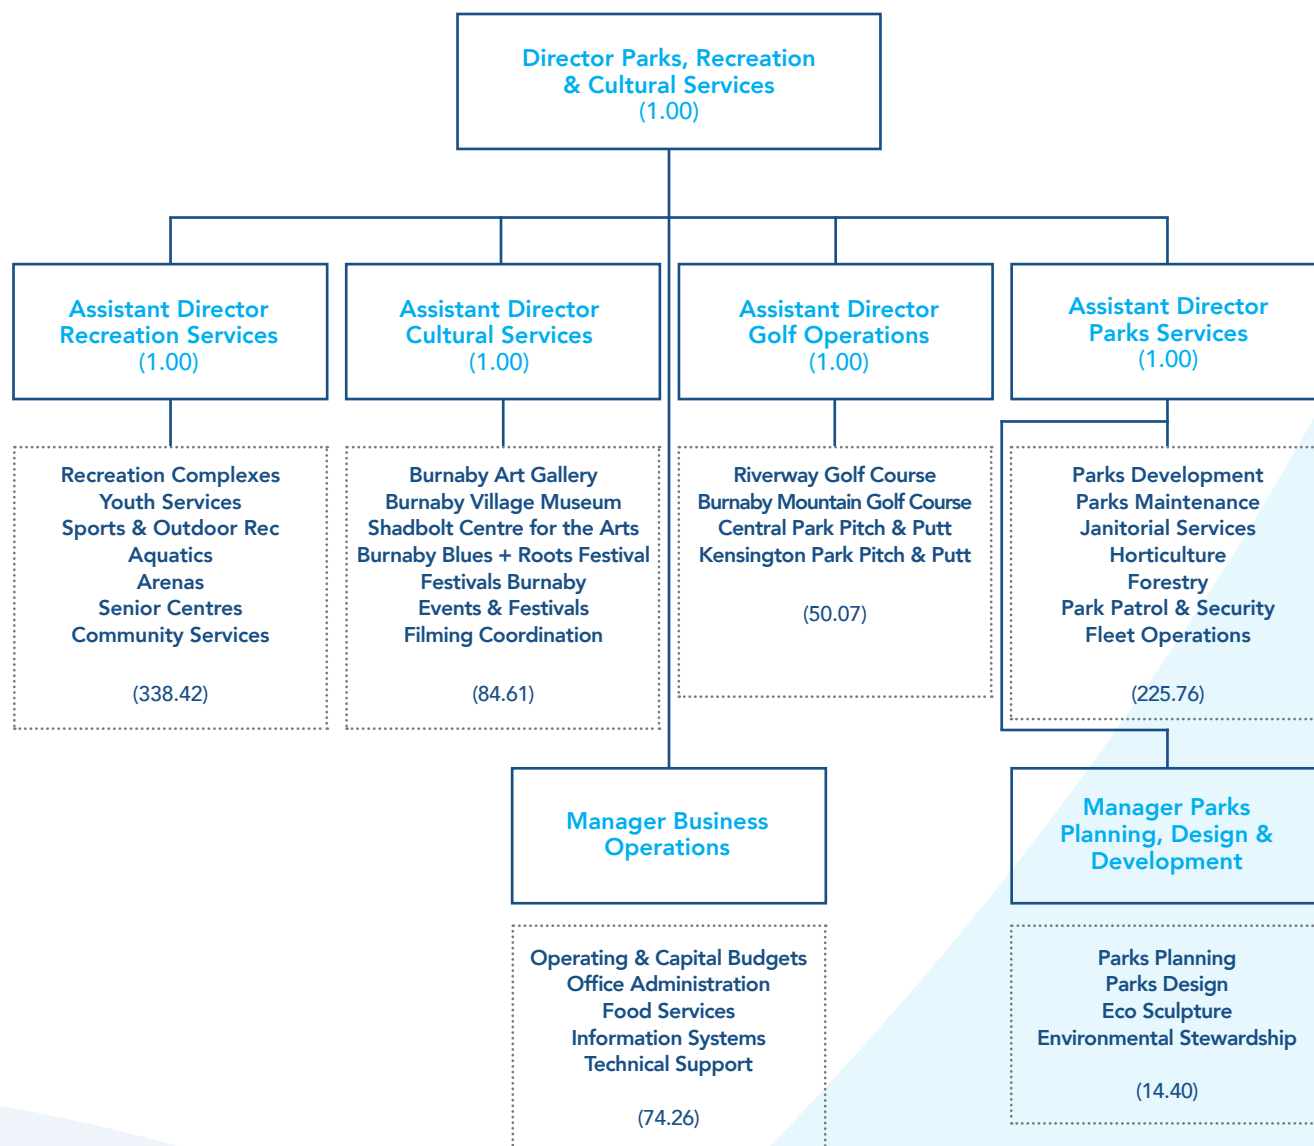 Director Parks, Recreation
& Cultural Services
(1.00)
Assistant Director
Recreation Services
(1.00)
Assistant Director
Cultural Services
(1.00)
Assistant Director
Golf Operations
(1.00)
Assistant Director
Parks Services
(1.00)
Recreation Complexes
Youth Services
Sports & Outdoor Rec
Aquatics
Arenas
Senior Centres
Community Services
(338.42)
Burnaby Art Gallery
Burnaby Village Museum
Shadbolt Centre for the Arts
Burnaby Blues + Roots Festival
Festivals Burnaby
Events & Festivals
Filming Coordination
(84.61)
Riverway Golf Course
Burnaby Mountain Golf Course
Central Park Pitch & Putt
Kensington Park Pitch & Putt
(50.07)
Parks Development
Parks Maintenance
Janitorial Services
Horticulture
Forestry
Park Patrol & Security
Fleet Operations
(225.76)
Manager Business
Operations
Manager Parks
Planning, Design &
Development
Operating & Capital Budgets
Office Administration
Food Services
Information Systems
Technical Support
(74.26)
Parks Planning
Parks Design
Eco Sculpture
Environmental Stewardship
(14.40)